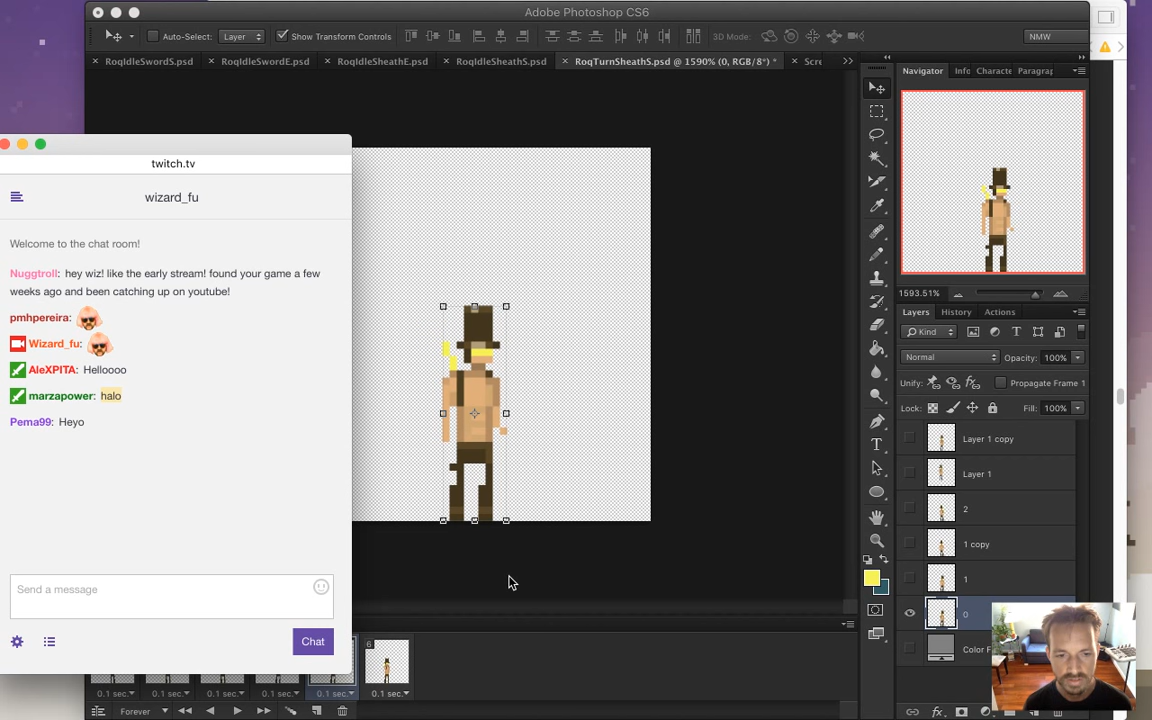 Adobe Photoshop CS6
Auto-Select:
Layer
Show Transform Controls
3D Mode:
NMW
RoqIdleSwordS.psd
RoqIdleSwordE.psd
RoqIdleSheathE.psd
RoqIdleSheathS.psd
RoqTurnSheathS.psd @ 1590% (0, RGB/8*) *
Scre
Navigator
Info
Characte
Paragrap
twitch.tv
wizard_fu
Welcome to the chat room!
Nuggtroll: hey wiz! like the early stream! found your game a few
weeks ago and been catching up on youtube!
pmhpereira:
Wizard_fu:
AleXPITA: Helloooo
marzapower: halo
Pema99: Heyo
Send a message
Chat
1593.51%
Layers
History
Actions
Kind
Normal
Opacity: 100%
Unify:
Propagate Frame 1
Lock:
Fill: 100%
Layer 1 copy
Layer 1
2
1 copy
1
0
Color F
6
0.1 sec.
0.1 sec.
0.1 sec.
0.1 sec.
0.1 sec.
0.1 sec.
Forever